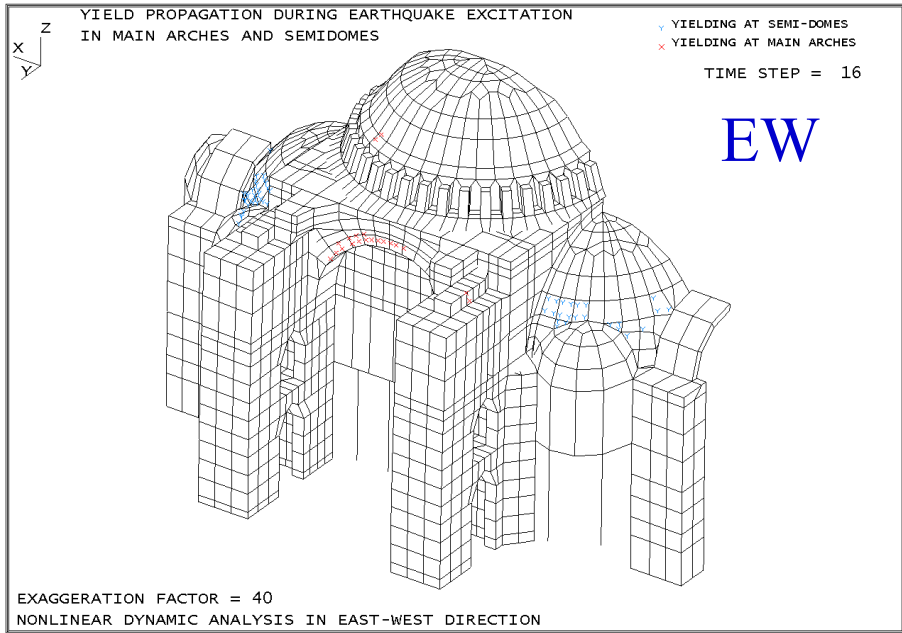 YIELD PROPAGATION DURING EARTHQUAKE EXCITATION
IN MAIN ARCHES AND SEMIDOMES
Z
X
Y
Y YIELDING AT SEMI-DOMES
× YIELDING AT MAIN ARCHES
TIME STEP = 16
EW
EXAGGERATION FACTOR = 40
NONLINEAR DYNAMIC ANALYSIS IN EAST-WEST DIRECTION